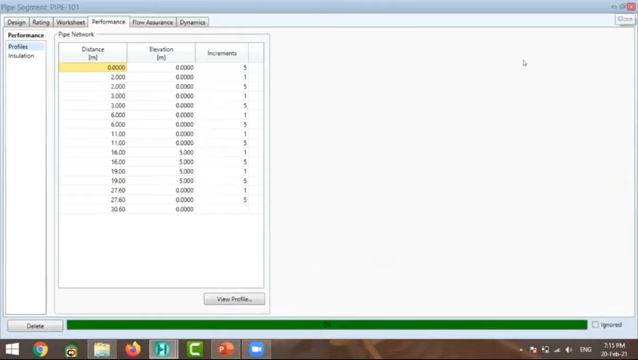 Pipe Segment: PIPE-101
Close
Design Rating Worksheet Performance Flow Assurance Dynamics
Performance
Profiles
Insulation
Pipe Network
Distance [m] Elevation [m] Increments
0.0000 0.0000 5
2.000 0.0000 1
2.000 0.0000 5
3.000 0.0000 1
3.000 0.0000 5
6.000 0.0000 1
6.000 0.0000 5
11.00 0.0000 1
11.00 0.0000 5
16.00 5.000 1
16.00 5.000 5
19.00 5.000 1
19.00 5.000 5
27.60 0.0000 1
27.60 0.0000 5
30.60 0.0000
View Profile...
Delete
OK
Ignored
ENG
7:15 PM
20-Feb-21